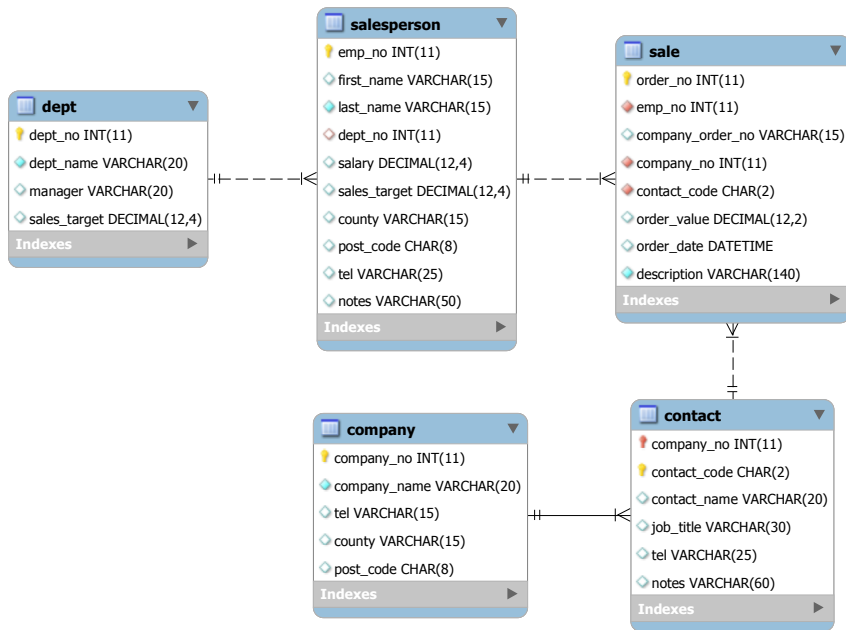 dept
dept_no INT(11)
dept_name VARCHAR(20)
manager VARCHAR(20)
sales_target DECIMAL(12,4)
Indexes
salesperson
emp_no INT(11)
first_name VARCHAR(15)
last_name VARCHAR(15)
dept_no INT(11)
salary DECIMAL(12,4)
sales_target DECIMAL(12,4)
county VARCHAR(15)
post_code CHAR(8)
tel VARCHAR(25)
notes VARCHAR(50)
Indexes
sale
order_no INT(11)
emp_no INT(11)
company_order_no VARCHAR(15)
company_no INT(11)
contact_code CHAR(2)
order_value DECIMAL(12,2)
order_date DATETIME
description VARCHAR(140)
Indexes
company
company_no INT(11)
company_name VARCHAR(20)
tel VARCHAR(15)
county VARCHAR(15)
post_code CHAR(8)
Indexes
contact
company_no INT(11)
contact_code CHAR(2)
contact_name VARCHAR(20)
job_title VARCHAR(30)
tel VARCHAR(25)
notes VARCHAR(60)
Indexes